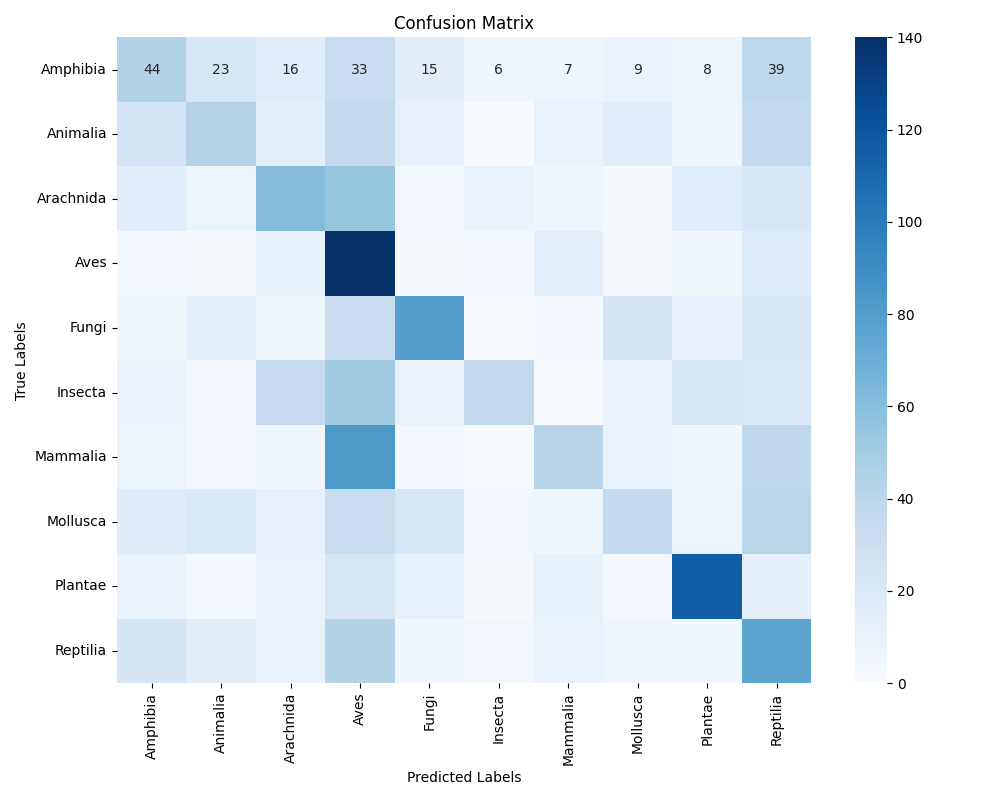 Confusion Matrix
True Labels
Amphibia 44 23 16 33 15 6 7 9 8 39
Animalia
Arachnida
Aves
Fungi
Insecta
Mammalia
Mollusca
Plantae
Reptilia
Amphibia Animalia Arachnida Aves Fungi Insecta Mammalia Mollusca Plantae Reptilia
Predicted Labels
140
120
100
80
60
40
20
0